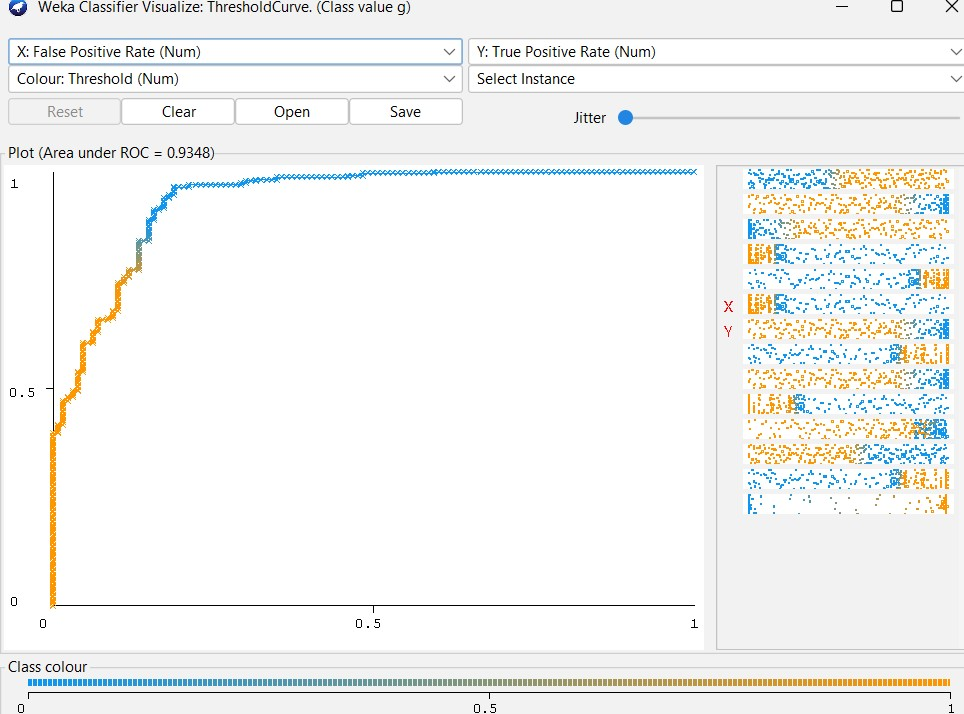 Weka Classifier Visualize: ThresholdCurve. (Class value g)
X: False Positive Rate (Num)
Y: True Positive Rate (Num)
Colour: Threshold (Num)
Select Instance
Reset
Clear
Open
Save
Jitter
Plot (Area under ROC = 0.9348)
1
0.5
0
0
0.5
1
X
Y
Class colour
0
0.5
1